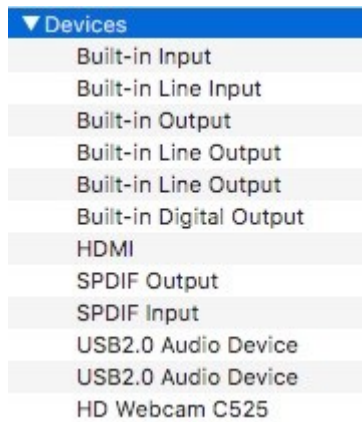 Devices
Built-in Input
Built-in Line Input
Built-in Output
Built-in Line Output
Built-in Line Output
Built-in Digital Output
HDMI
SPDIF Output
SPDIF Input
USB2.0 Audio Device
USB2.0 Audio Device
HD Webcam C525